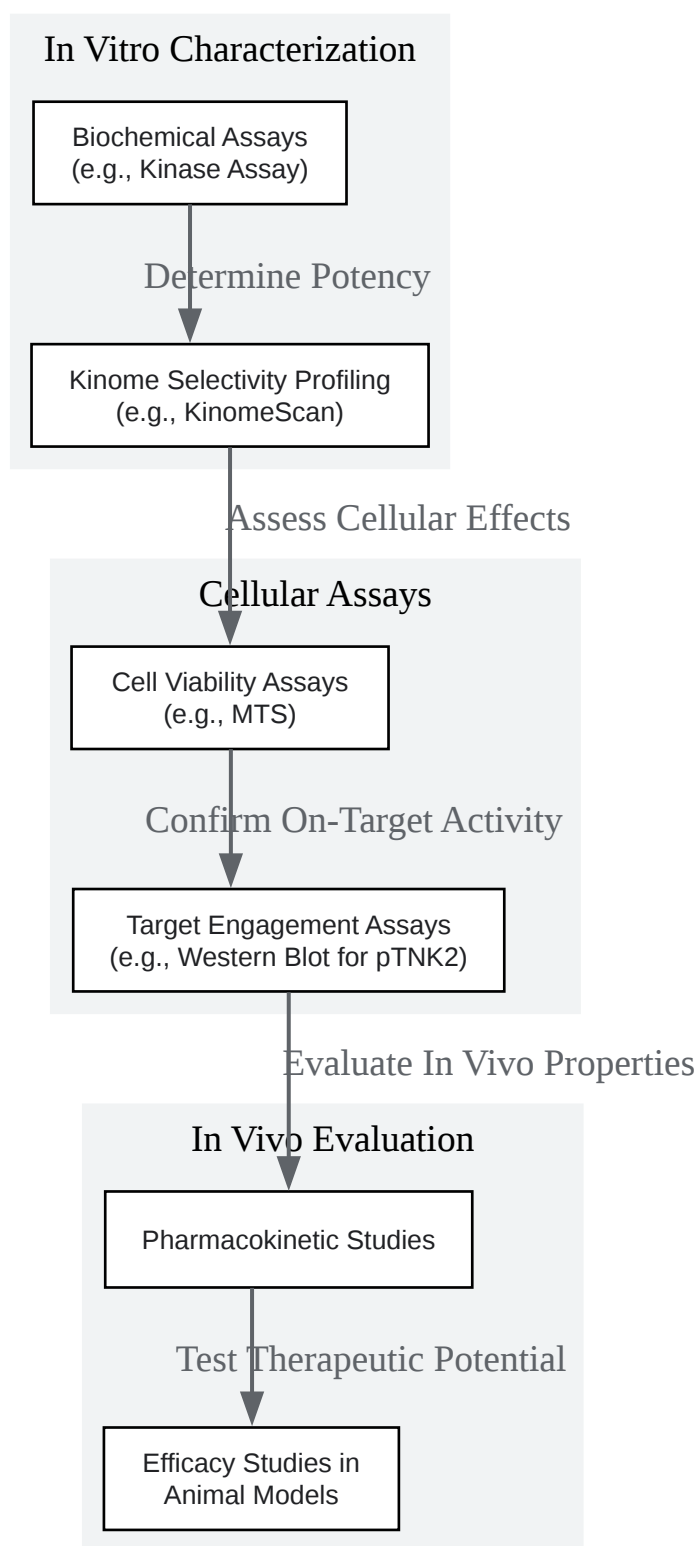 In Vitro Characterization
Biochemical Assays
(e.g., Kinase Assay)
Determine Potency
Kinome Selectivity Profiling
(e.g., KinomeScan)
Assess Cellular Effects
Cellular Assays
Cell Viability Assays
(e.g., MTS)
Confirm On-Target Activity
Target Engagement Assays
(e.g., Western Blot for pTNK2)
Evaluate In Vivo Properties
In Vivo Evaluation
Pharmacokinetic Studies
Test Therapeutic Potential
Efficacy Studies in
Animal Models